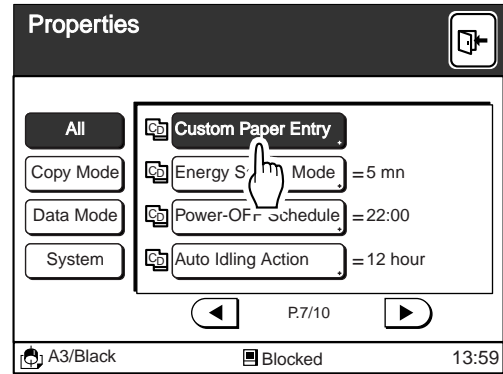 Properties
All
Custom Paper Entry
Copy Mode
Energy S Mode = 5 mn
Data Mode
Power-OFF Schedule = 22:00
System
Auto Idling Action = 12 hour
P.7/10
A3/Black
Blocked
13:59